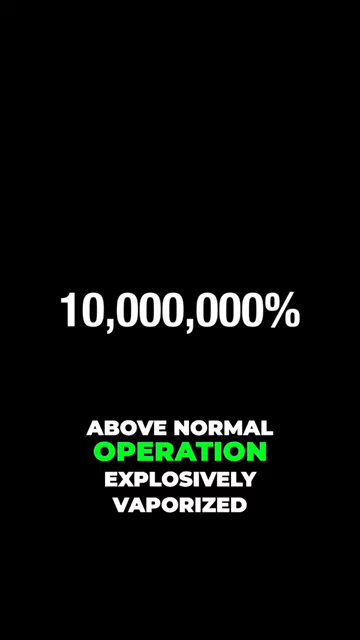 10,000,000%
ABOVE NORMAL
OPERATION
EXPLOSIVELY
VAPORIZED